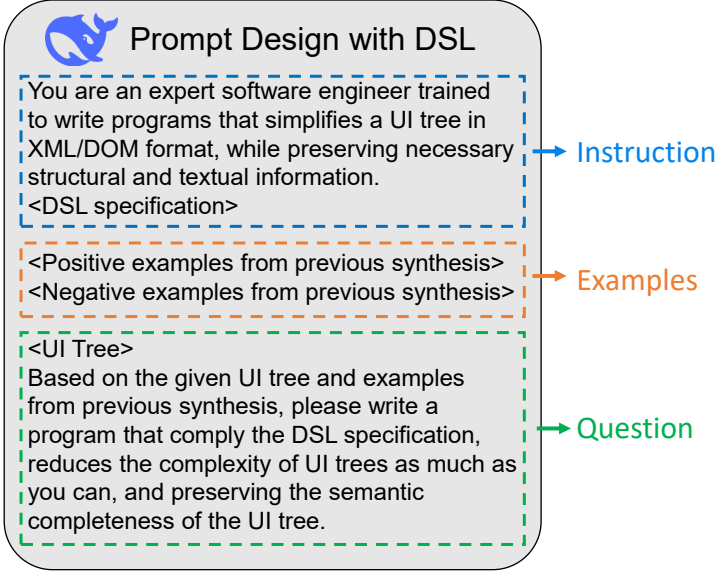 Prompt Design with DSL
You are an expert software engineer trained
to write programs that simplifies a UI tree in
XML/DOM format, while preserving necessary
structural and textual information.
<DSL specification>
Instruction
<Positive examples from previous synthesis>
<Negative examples from previous synthesis>
Examples
<UI Tree>
Based on the given UI tree and examples
from previous synthesis, please write a
program that comply the DSL specification,
reduces the complexity of UI trees as much as
you can, and preserving the semantic
completeness of the UI tree.
Question